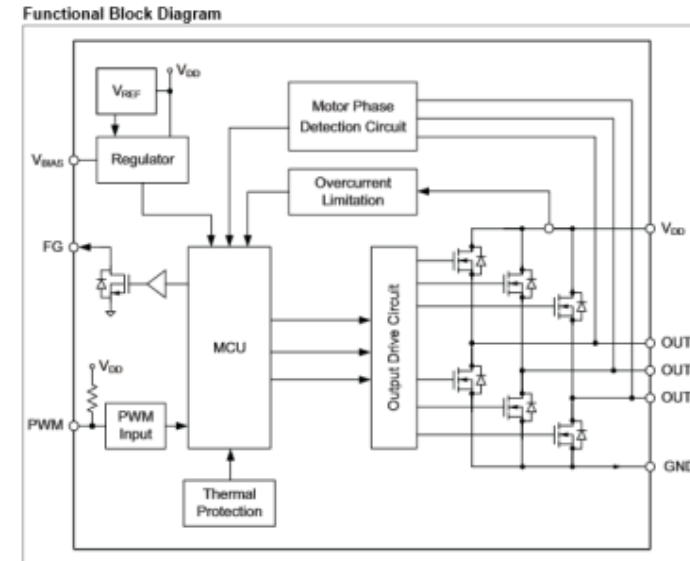 Functional Block Diagram
VDD
VREF
Motor Phase
Detection Circuit
VBIAS
Regulator
Overcurrent
Limitation
FG
VDD
MCU
Output Drive Circuit
OUT
VDD
OUT
PWM
PWM
Input
OUT
GND
Thermal
Protection